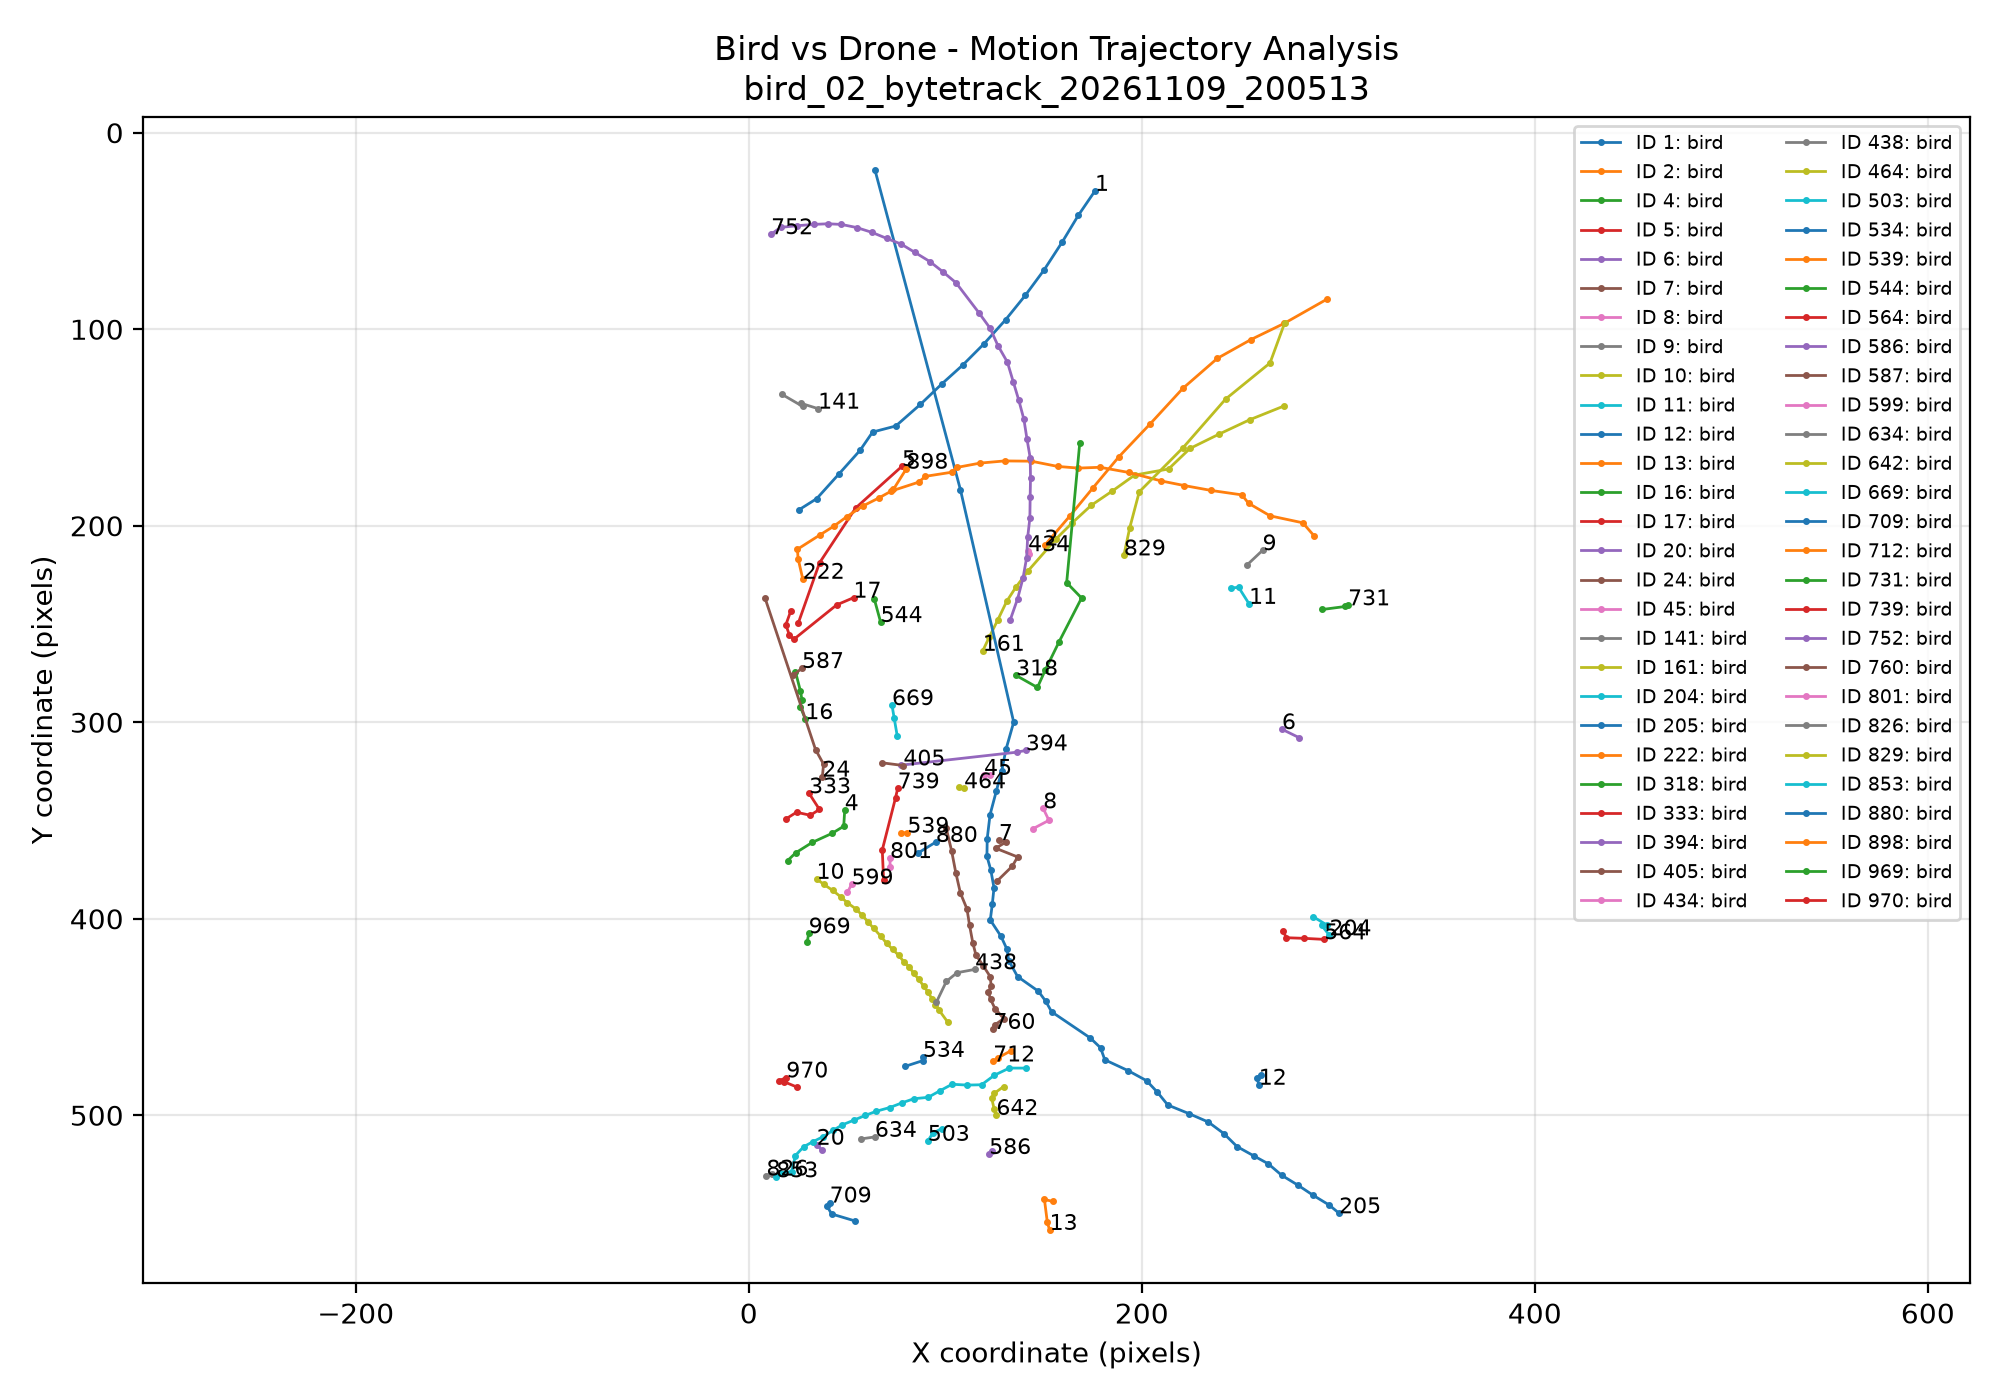 Bird vs Drone - Motion Trajectory Analysis
bird_02_bytetrack_20261109_200513
Y coordinate (pixels)
0
100
200
300
400
500
−200
0
200
400
600
X coordinate (pixels)
ID 1: bird
ID 2: bird
ID 4: bird
ID 5: bird
ID 6: bird
ID 7: bird
ID 8: bird
ID 9: bird
ID 10: bird
ID 11: bird
ID 12: bird
ID 13: bird
ID 16: bird
ID 17: bird
ID 20: bird
ID 24: bird
ID 45: bird
ID 141: bird
ID 161: bird
ID 204: bird
ID 205: bird
ID 222: bird
ID 318: bird
ID 333: bird
ID 394: bird
ID 405: bird
ID 434: bird
ID 438: bird
ID 464: bird
ID 503: bird
ID 534: bird
ID 539: bird
ID 544: bird
ID 564: bird
ID 586: bird
ID 587: bird
ID 599: bird
ID 634: bird
ID 642: bird
ID 669: bird
ID 709: bird
ID 712: bird
ID 731: bird
ID 739: bird
ID 752: bird
ID 760: bird
ID 801: bird
ID 826: bird
ID 829: bird
ID 853: bird
ID 880: bird
ID 898: bird
ID 969: bird
ID 970: bird
1
752
141
5
898
434
2
829
9
222
17
544
11
731
161
318
587
669
16
6
394
405
24
45
333
739
464
4
8
539
880
7
801
10
599
969
204
564
438
760
534
712
970
12
642
20
634
503
586
826
853
709
205
13